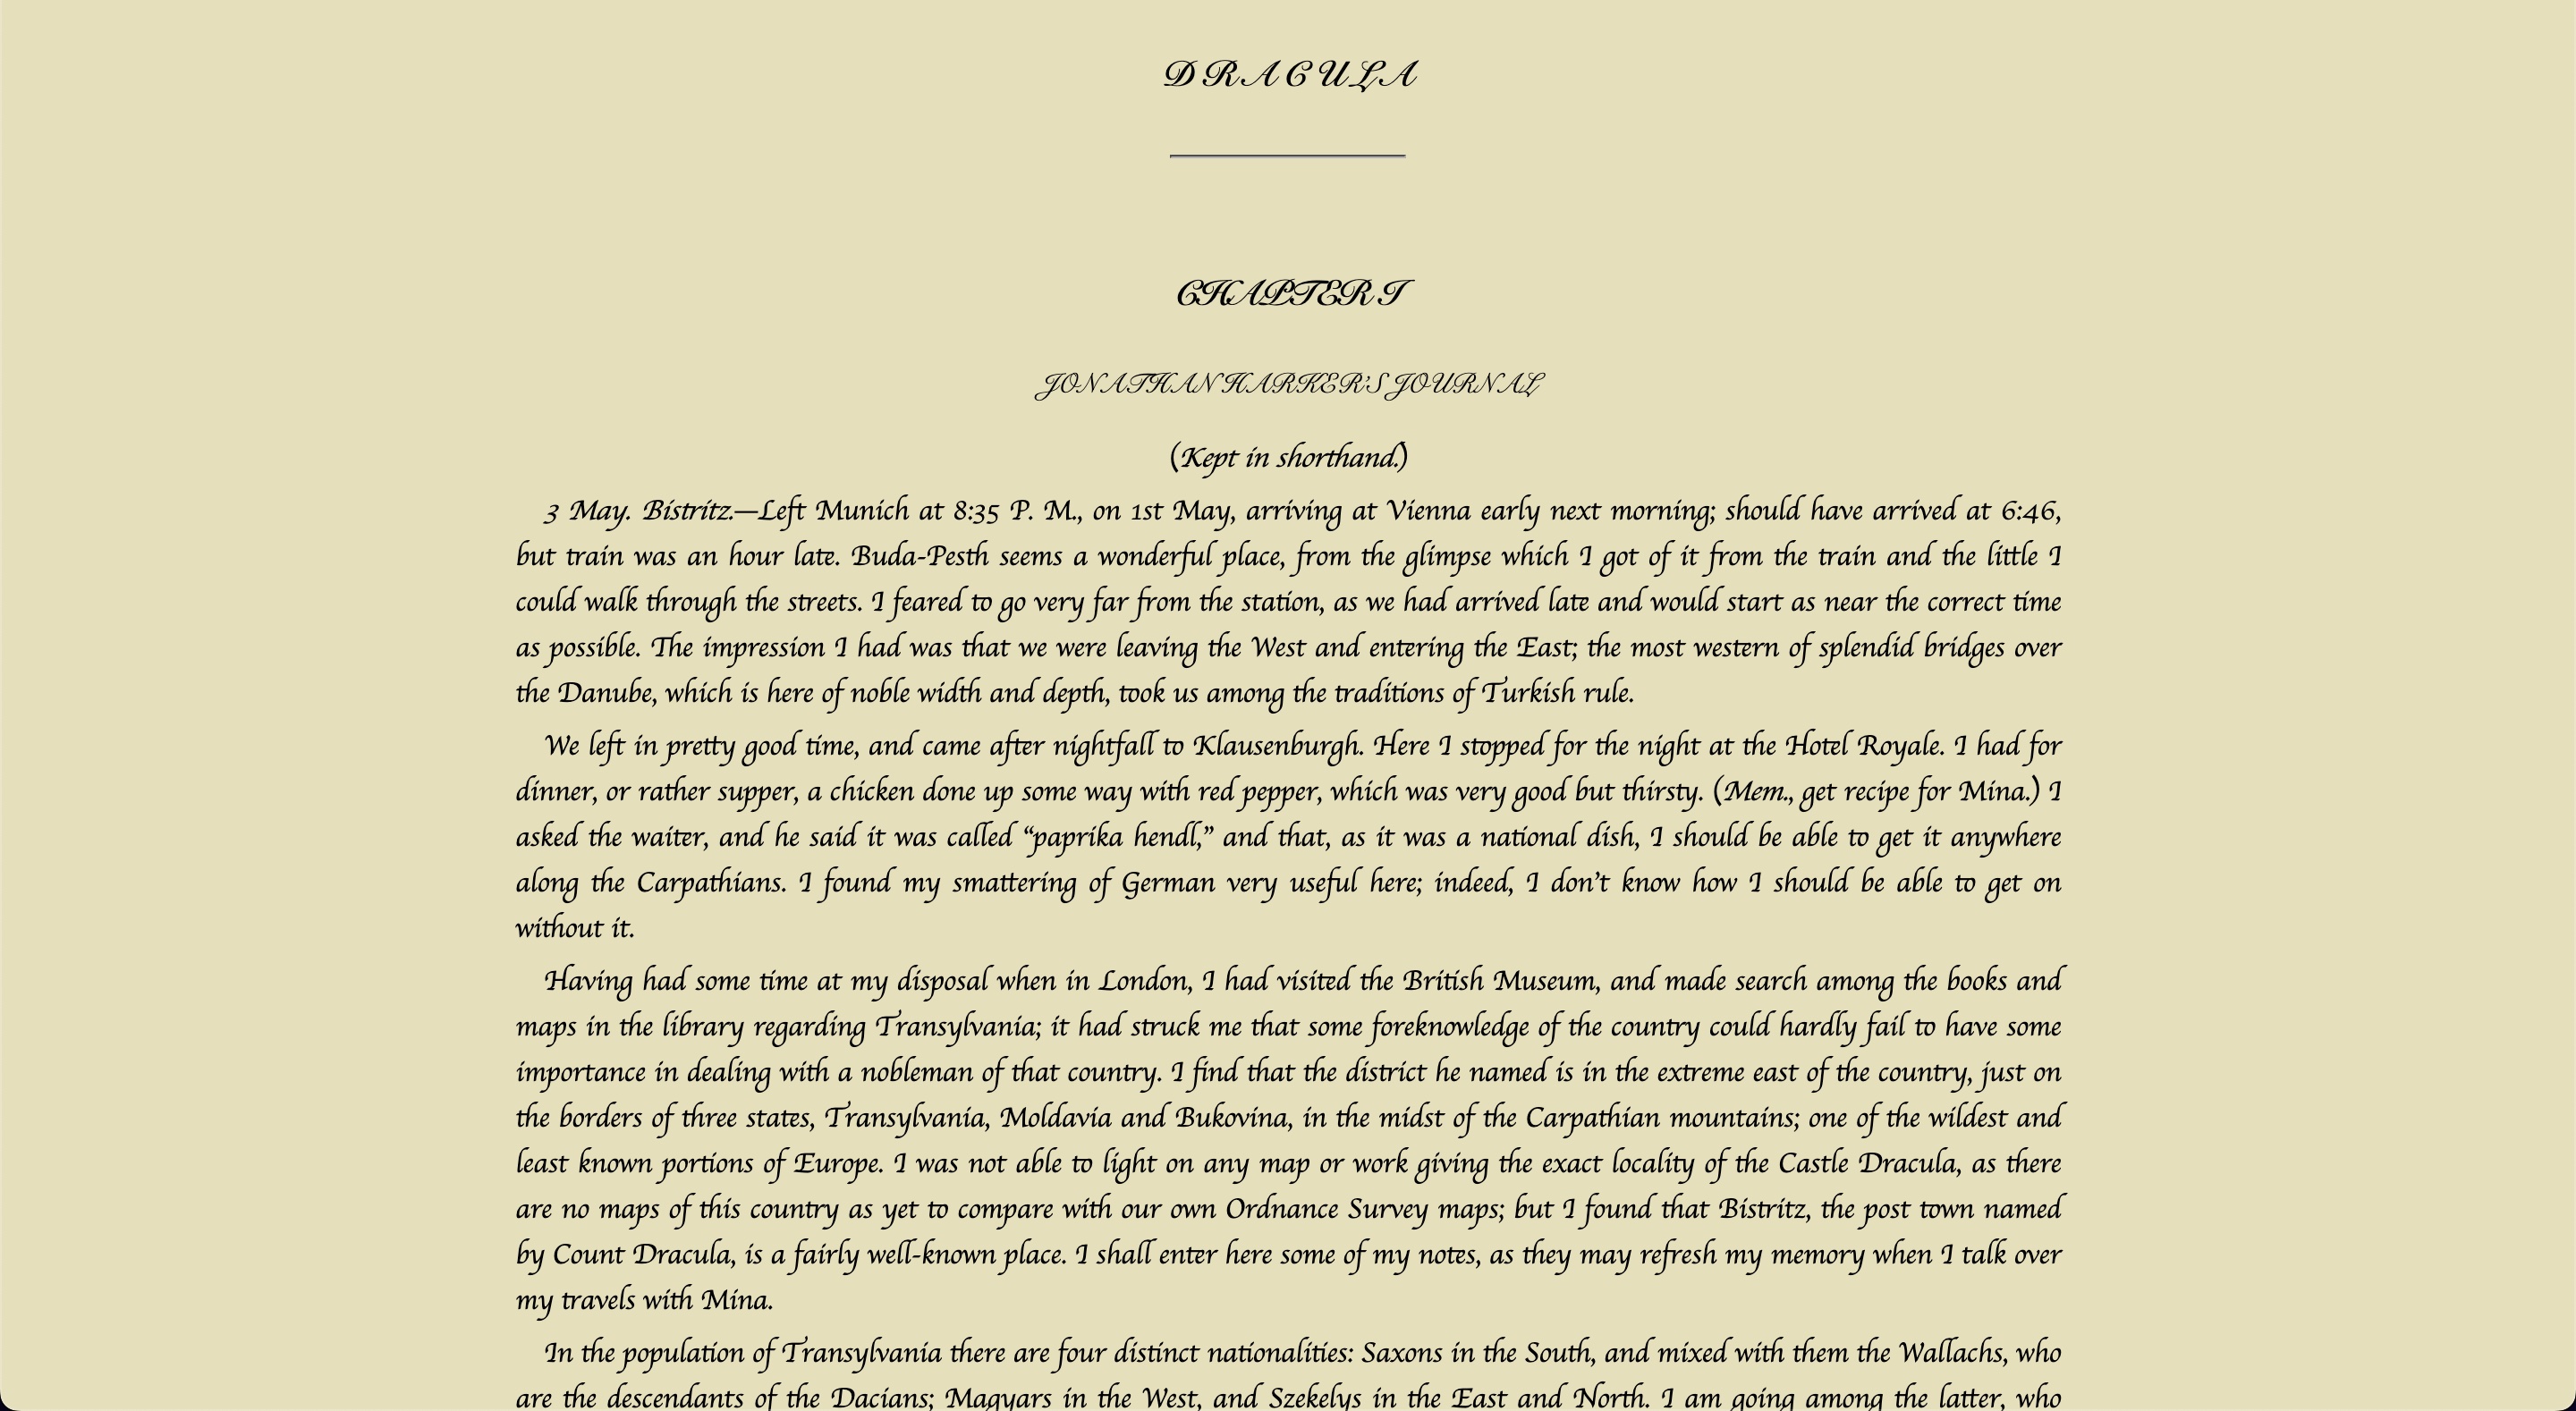 DRACULA
CHAPTER I
JONATHAN HARKER’S JOURNAL
(Kept in shorthand.)
3 May. Bistritz.—Left Munich at 8:35 P. M., on 1st May, arriving at Vienna early next morning; should have arrived at 6:46,
but train was an hour late. Buda-Pesth seems a wonderful place, from the glimpse which I got of it from the train and the little I
could walk through the streets. I feared to go very far from the station, as we had arrived late and would start as near the correct time
as possible. The impression I had was that we were leaving the West and entering the East; the most western of splendid bridges over
the Danube, which is here of noble width and depth, took us among the traditions of Turkish rule.
We left in pretty good time, and came after nightfall to Klausenburgh. Here I stopped for the night at the Hotel Royale. I had for
dinner, or rather supper, a chicken done up some way with red pepper, which was very good but thirsty. (Mem., get recipe for Mina.) I
asked the waiter, and he said it was called “paprika hendl,” and that, as it was a national dish, I should be able to get it anywhere
along the Carpathians. I found my smattering of German very useful here; indeed, I don’t know how I should be able to get on
without it.
Having had some time at my disposal when in London, I had visited the British Museum, and made search among the books and
maps in the library regarding Transylvania; it had struck me that some foreknowledge of the country could hardly fail to have some
importance in dealing with a nobleman of that country. I find that the district he named is in the extreme east of the country, just on
the borders of three states, Transylvania, Moldavia and Bukovina, in the midst of the Carpathian mountains; one of the wildest and
least known portions of Europe. I was not able to light on any map or work giving the exact locality of the Castle Dracula, as there
are no maps of this country as yet to compare with our own Ordnance Survey maps; but I found that Bistritz, the post town named
by Count Dracula, is a fairly well-known place. I shall enter here some of my notes, as they may refresh my memory when I talk over
my travels with Mina.
In the population of Transylvania there are four distinct nationalities: Saxons in the South, and mixed with them the Wallachs, who
are the descendants of the Dacians; Magyars in the West, and Szekelys in the East and North. I am going among the latter, who